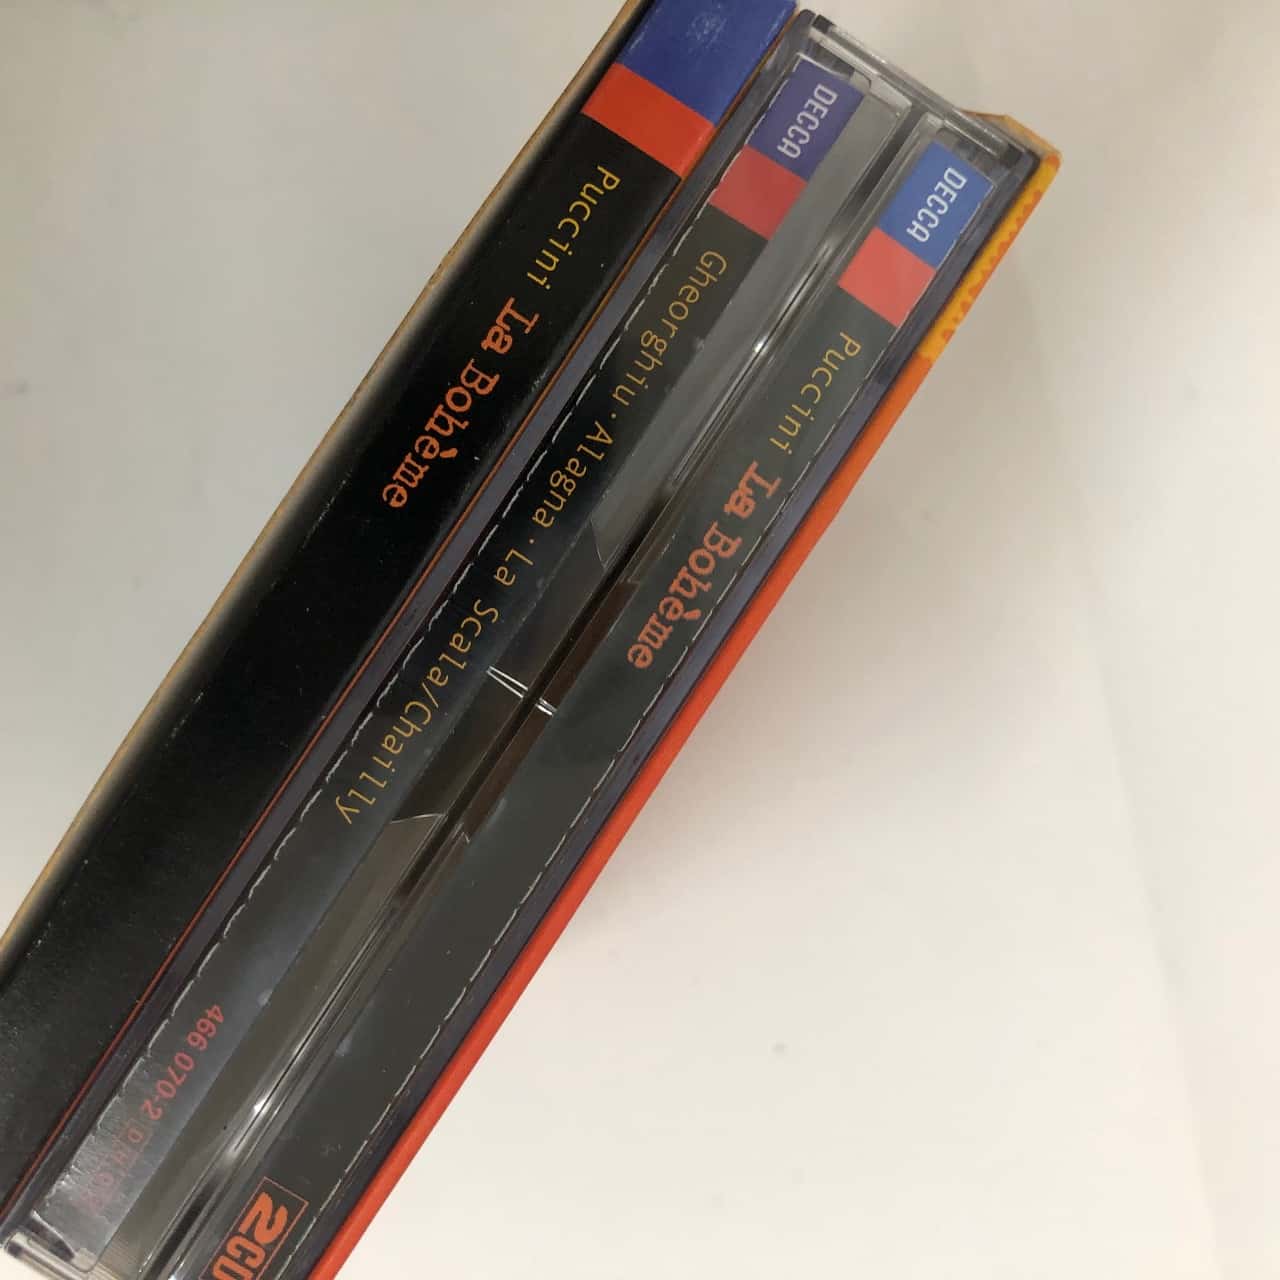 Puccini La Bohème
DECCA
Gheorghiu · Alagna · La Scala/Chailly
466 070-2
DECCA
Puccini La Bohème
2CD